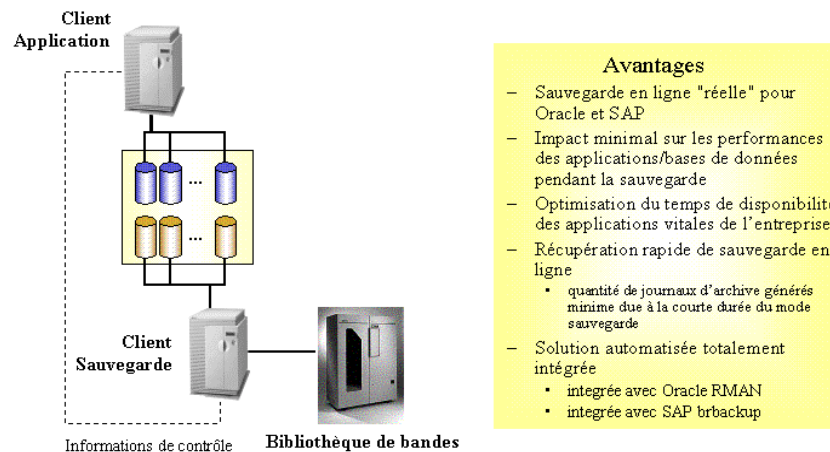 Client
Application
...
...
Client
Sauvegarde
Informations de contrôle
Bibliothèque de bandes
Avantages
– Sauvegarde en ligne "réelle" pour
Oracle et SAP
– Impact minimal sur les performances
des applications/bases de données
pendant la sauvegarde
– Optimisation du temps de disponibilité
des applications vitales de l'entreprise
– Récupération rapide de sauvegarde en
ligne
▪ quantité de journaux d'archive générés
minime due à la courte durée du mode
sauvegarde
– Solution automatisée totalement
intégrée
▪ integrée avec Oracle RMAN
▪ integrée avec SAP brbackup